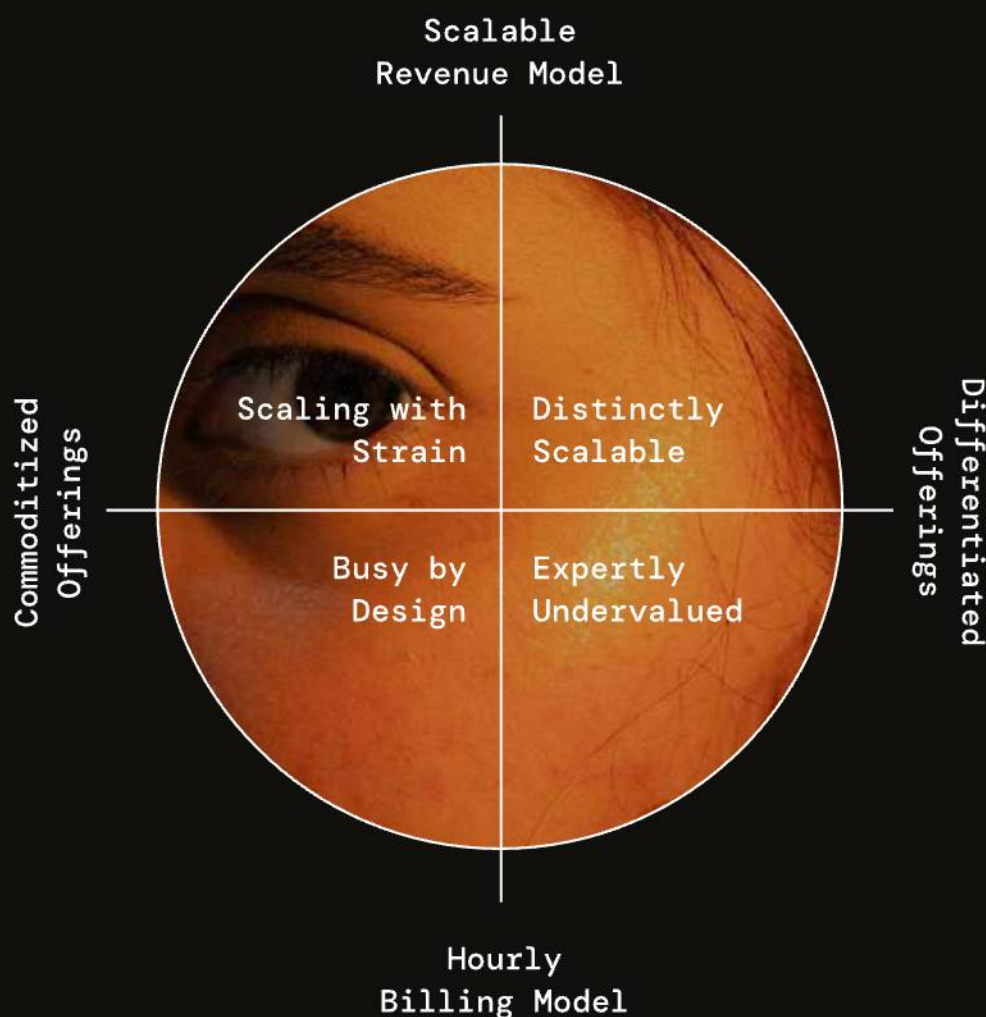 Scalable
Revenue Model
Commoditized
Offerings
Scaling with
Strain
Distinctly
Scalable
Differentiated
Offerings
Busy by
Design
Expertly
Undervalued
Hourly
Billing Model